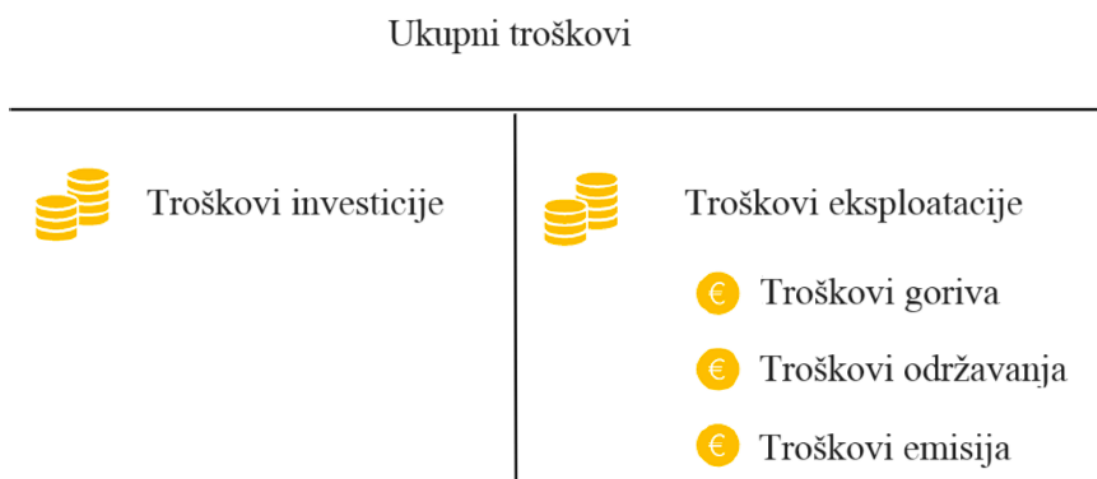 Ukupni troškovi
Troškovi investicije
Troškovi eksploatacije
€ Troškovi goriva
€ Troškovi održavanja
€ Troškovi emisija